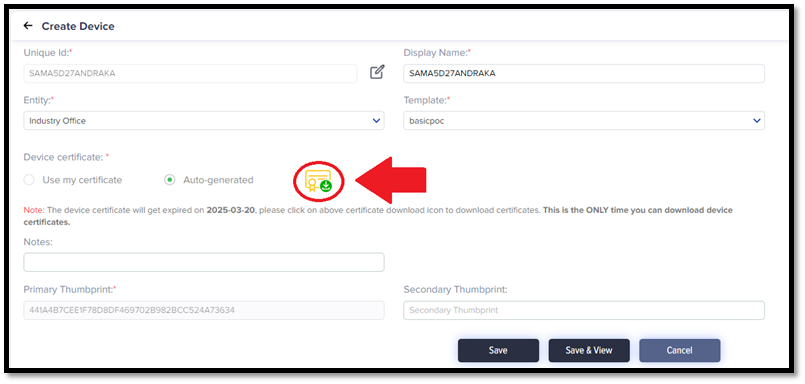 Create Device
Unique Id:*
Display Name:*
SAMA5D27ANDRAKA
SAMA5D27ANDRAKA
Entity:*
Template:*
Industry Office
basicpoc
Device certificate: *
Use my certificate
Auto-generated
Note: The device certificate will get expired on 2025-03-20, please click on above certificate download icon to download certificates. This is the ONLY time you can download device
certificates.
Notes:
Primary Thumbprint:*
Secondary Thumbprint:
441A4B7CEE1F78D8DF469702B982BCC524A73634
Secondary Thumbprint
Save
Save & View
Cancel